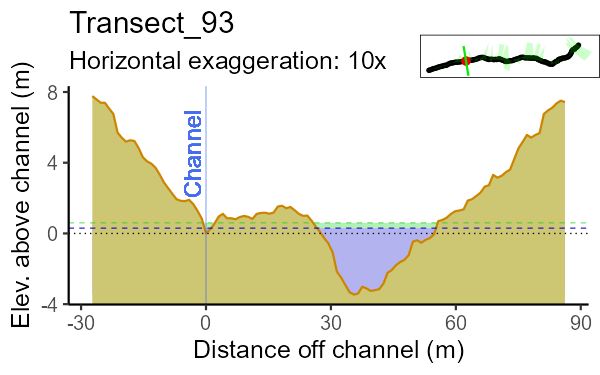 Transect_93
Horizontal exaggeration: 10x
Elev. above channel (m)
8
4
0
-4
Channel
-30
0
30
60
90
Distance off channel (m)